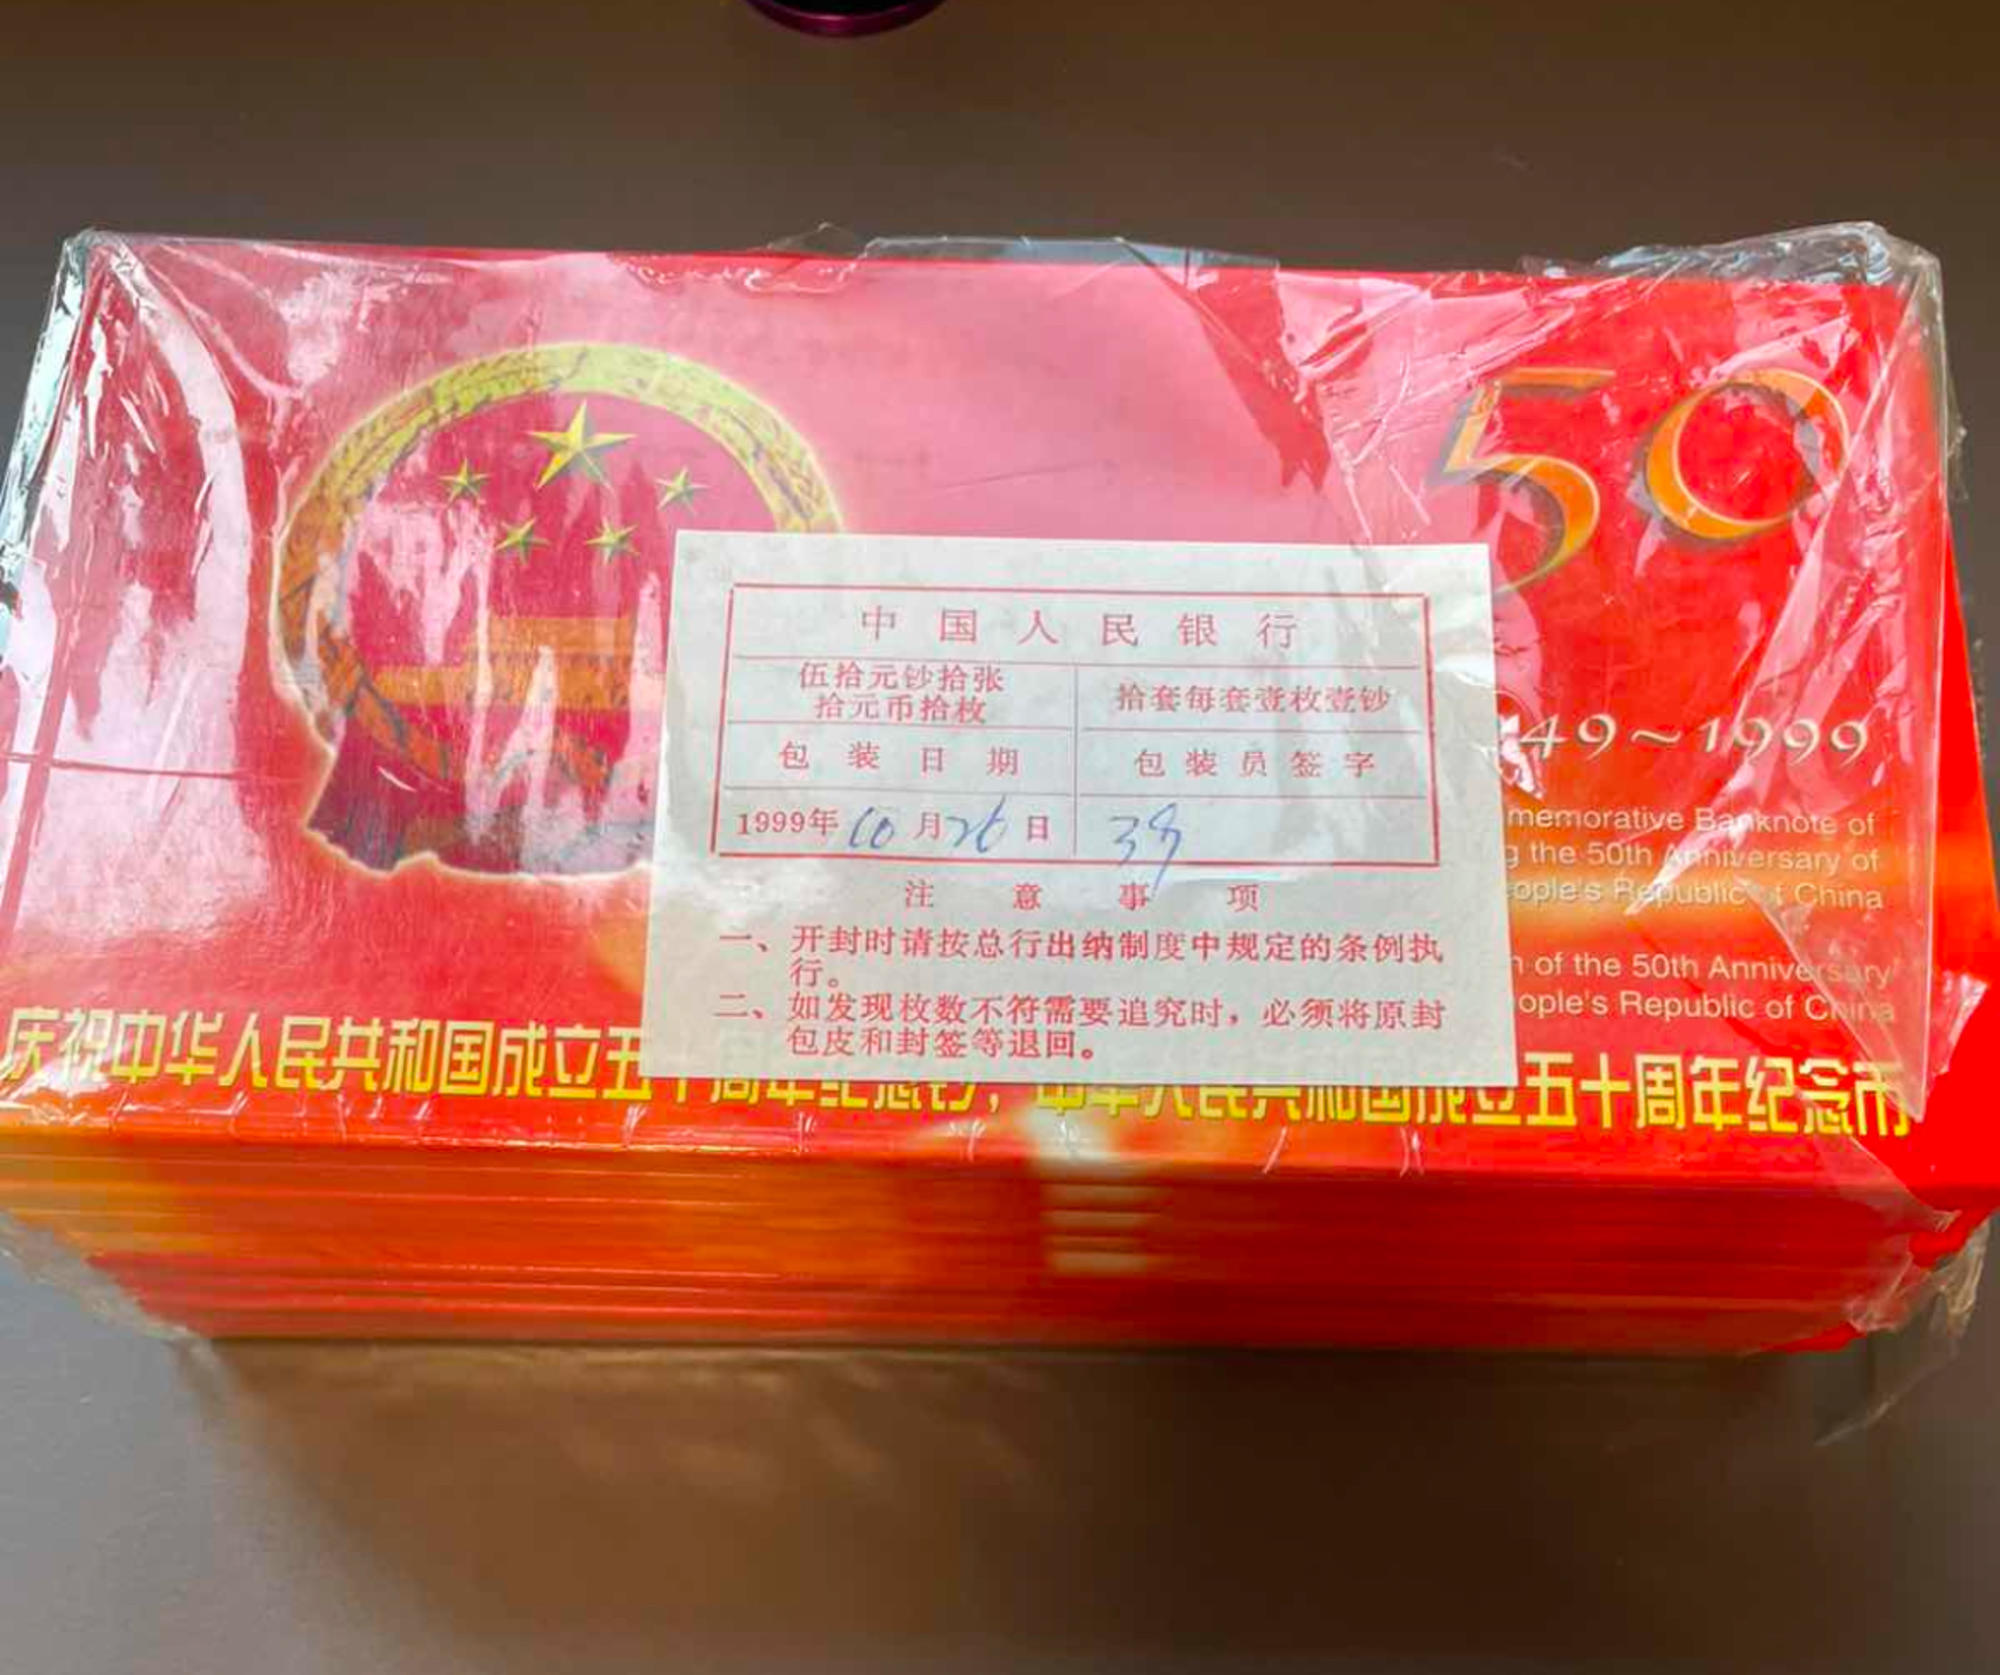 50
中国人民银行
伍拾元钞拾张
拾元币拾枚
拾套每套壹枚壹钞
包装日期
包装员签字
1999年10月26日
39
注意事项
一、开封时请按总行出纳制度中规定的条例执
行。
二、如发现枚数不符需要追究时，必须将原封
包皮和封签等退回。
49~1999
memorative Banknote of
g the 50th Anniversary of
ople's Republic of China
n of the 50th Anniversary
ople's Republic of China
庆祝中华人民共和国成立五十周年纪念钞，中华人民共和国成立五十周年纪念币